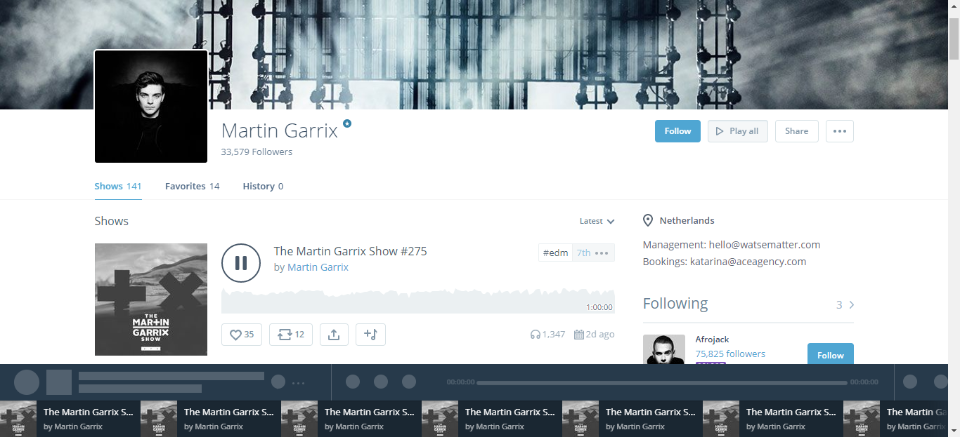 Martin Garrix
33,579 Followers
Follow
Play all
Share
Shows 141
Favorites 14
History 0
Shows
Latest
Netherlands
Management: hello@watsematter.com
Bookings: katarina@aceagency.com
THE
MARTIN
GARRIX
SHOW
The Martin Garrix Show #275
by Martin Garrix
#edm 7th
1:00:00
35
12
1,347
2d ago
Following
3
Afrojack
75,825 followers
Follow
00:00:00
00:00:00
The Martin Garrix S...
by Martin Garrix
The Martin Garrix S...
by Martin Garrix
The Martin Garrix S...
by Martin Garrix
The Martin Garrix S...
by Martin Garrix
The Martin Garrix S...
by Martin Garrix
The Martin Garrix S...
by Martin Garrix
The Martin G
by Martin Garrix